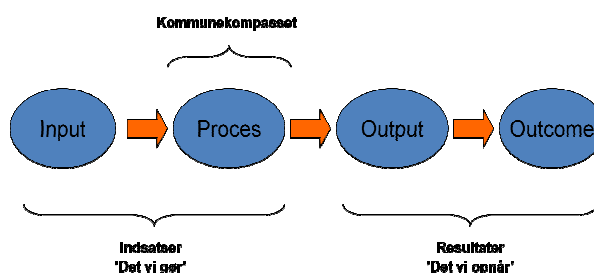 Kommunekompasset
Input
Proces
Output
Outcome
Indsatser
'Det vi gør'
Resultater
'Det vi opnår'